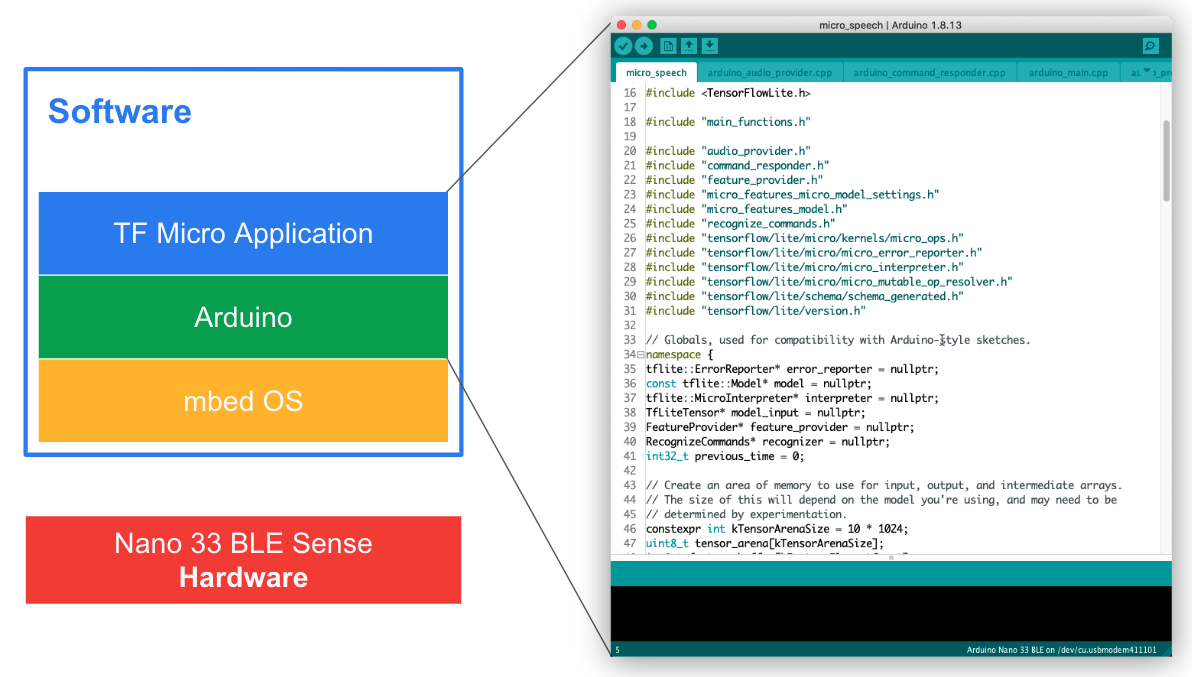 Software
TF Micro Application
Arduino
mbed OS
Nano 33 BLE Sense
Hardware
micro_speech | Arduino 1.8.13
micro_speech arduino_audio_provider.cpp arduino_command_responder.cpp arduino_main.cpp
16 #include <TensorFlowLite.h>
17
18 #include "main_functions.h"
19
20 #include "audio_provider.h"
21 #include "command_responder.h"
22 #include "feature_provider.h"
23 #include "micro_features_micro_model_settings.h"
24 #include "micro_features_model.h"
25 #include "recognize_commands.h"
26 #include "tensorflow/lite/micro/kernels/micro_ops.h"
27 #include "tensorflow/lite/micro/micro_error_reporter.h"
28 #include "tensorflow/lite/micro/micro_interpreter.h"
29 #include "tensorflow/lite/micro/micro_mutable_op_resolver.h"
30 #include "tensorflow/lite/schema/schema_generated.h"
31 #include "tensorflow/lite/version.h"
32
33 // Globals, used for compatibility with Arduino-style sketches.
34 namespace {
35 tflite::ErrorReporter* error_reporter = nullptr;
36 const tflite::Model* model = nullptr;
37 tflite::MicroInterpreter* interpreter = nullptr;
38 TfLiteTensor* model_input = nullptr;
39 FeatureProvider* feature_provider = nullptr;
40 RecognizeCommands* recognizer = nullptr;
41 int32_t previous_time = 0;
42
43 // Create an area of memory to use for input, output, and intermediate arrays.
44 // The size of this will depend on the model you're using, and may need to be
45 // determined by experimentation.
46 constexpr int kTensorArenaSize = 10 * 1024;
47 uint8_t tensor_arena[kTensorArenaSize];
5 Arduino Nano 33 BLE on /dev/cu.usbmodem411101